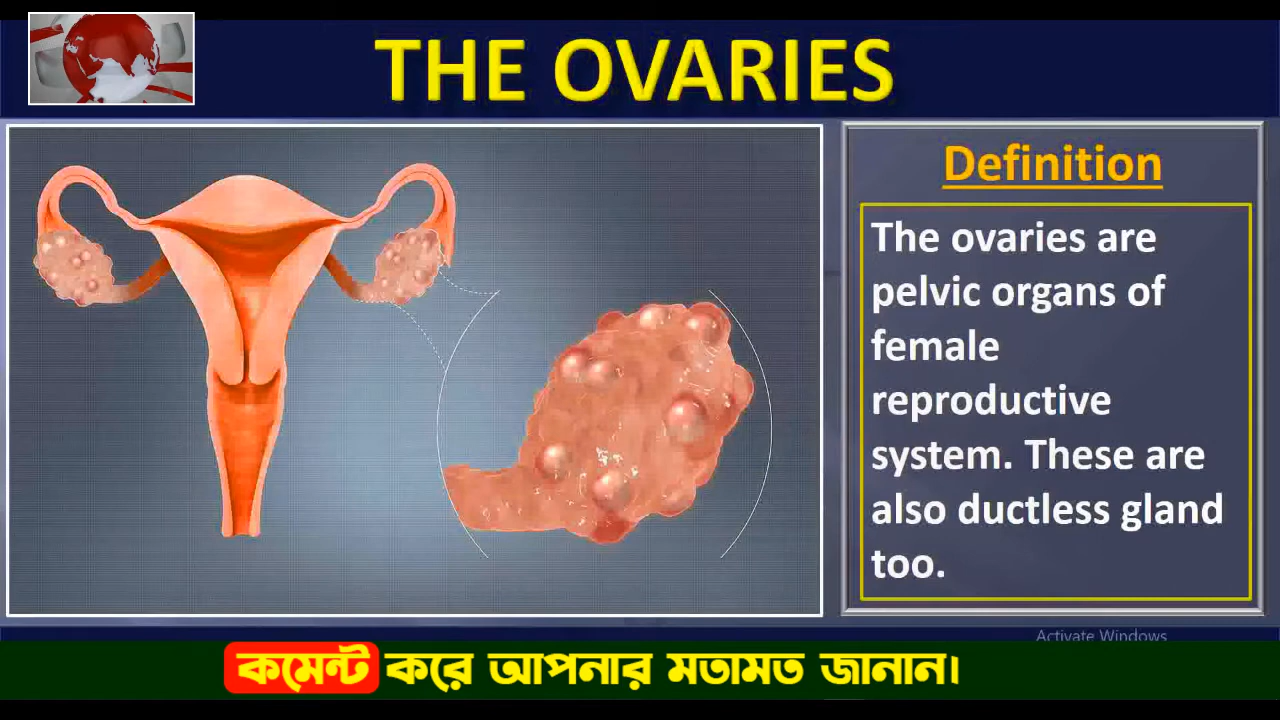 THE OVARIES
Definition
The ovaries are
pelvic organs of
female
reproductive
system. These are
also ductless gland
too.
Activate Windows
কমেন্ট করে আপনার মতামত জানান।